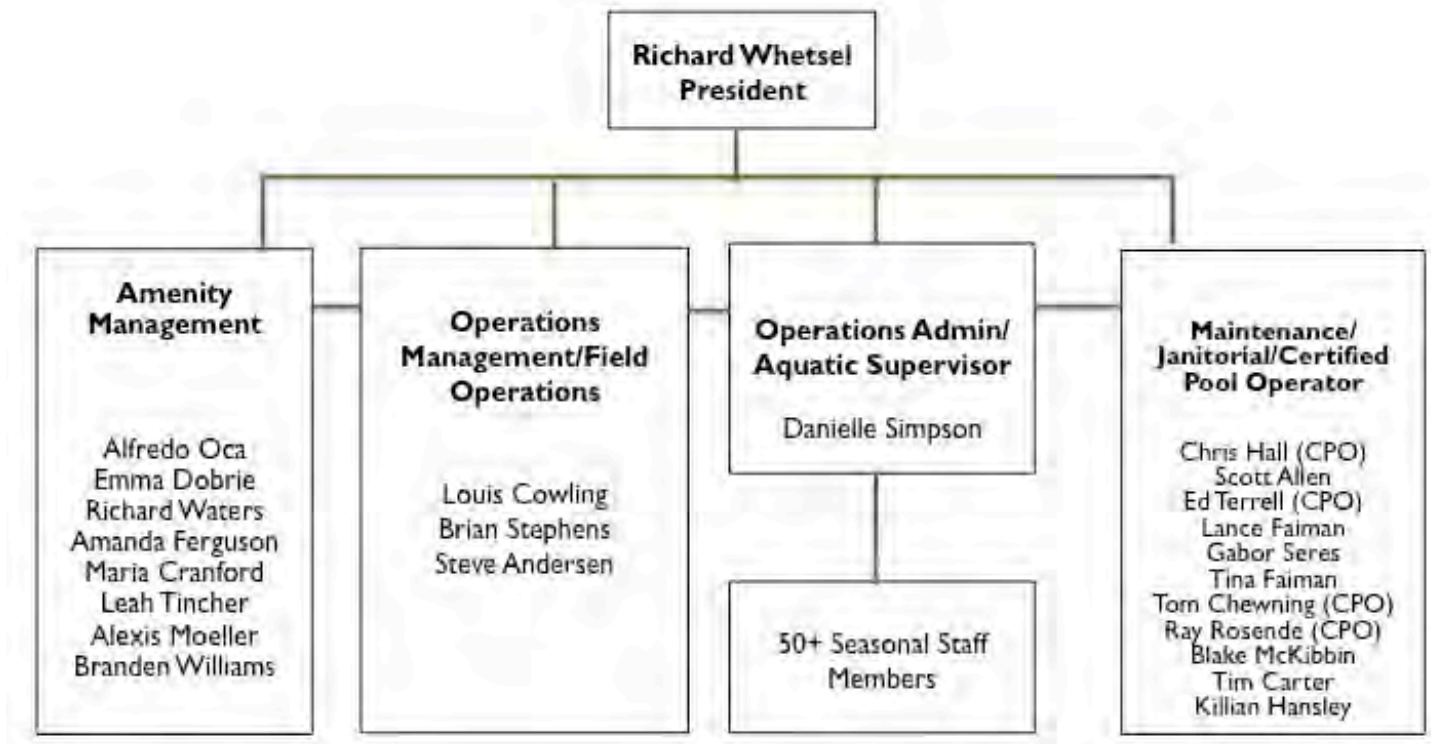 Richard Whetsel
President
Amenity
Management
Alfredo Oca
Emma Dobrie
Richard Waters
Amanda Ferguson
Maria Cranford
Leah Tincher
Alexis Moeller
Branden Williams
Operations
Management/Field
Operations
Louis Cowling
Brian Stephens
Steve Andersen
Operations Admin/
Aquatic Supervisor
Danielle Simpson
50+ Seasonal Staff
Members
Maintenance/
Janitorial/Certified
Pool Operator
Chris Hall (CPO)
Scott Allen
Ed Terrell (CPO)
Lance Faiman
Gabor Seres
Tina Faiman
Tom Chewning (CPO)
Ray Rosende (CPO)
Blake McKibbin
Tim Carter
Killian Hansley